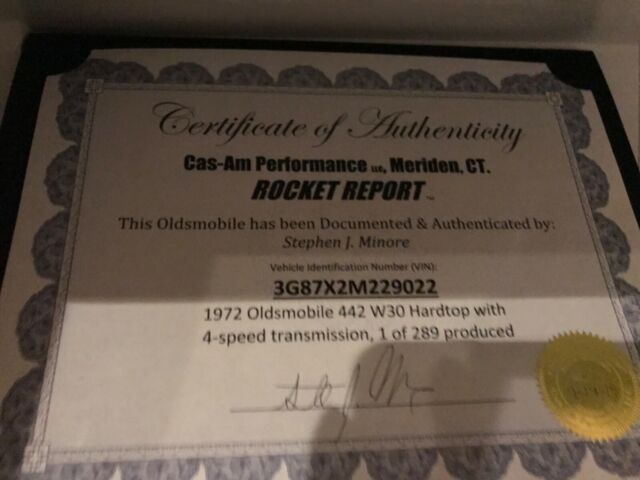 Certificate of Authenticity
Cas-Am Performance LLC, Meriden, CT.
ROCKET REPORT™
This Oldsmobile has been Documented & Authenticated by:
Stephen J. Minore
Vehicle Identification Number (VIN):
3G87X2M229022
1972 Oldsmobile 442 W30 Hardtop with
4-speed transmission, 1 of 289 produced